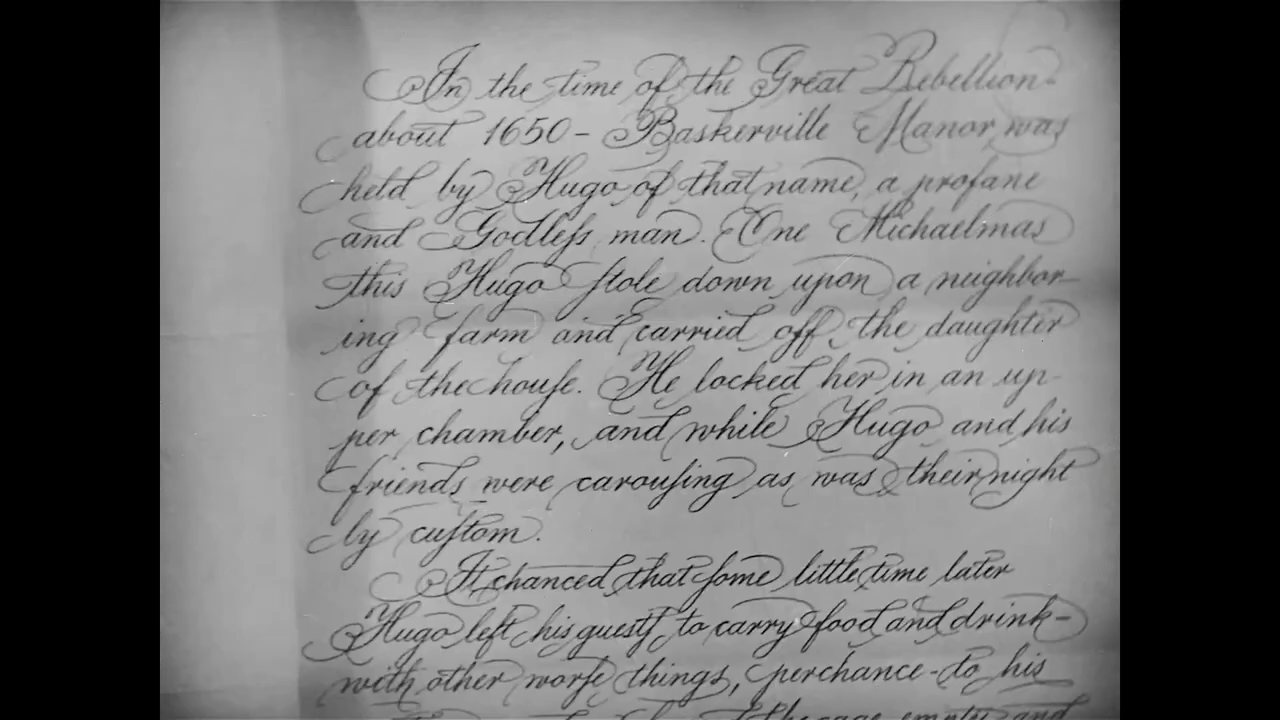 In the time of the Great Rebellion-
about 1650- Baskerville Manor was
held by Hugo of that name, a profane
and Godleſs man. One Michaelmas
this Hugo ſtole down upon a neighbor-
ing farm and carried off the daughter
of the houſe. He locked her in an up-
per chamber, and while Hugo and his
friends were carouſing as was their night
ly cuſtom.
It chanced that ſome little time later
Hugo left his gueſtſ to carry food and drink-
with other worſe things, perchance-to his
the cage empty and